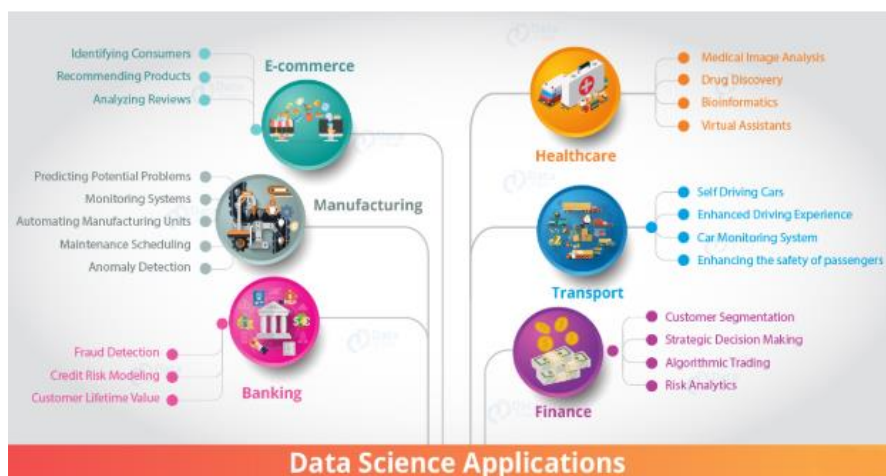 E-commerce
Identifying Consumers
Recommending Products
Analyzing Reviews
Manufacturing
Predicting Potential Problems
Monitoring Systems
Automating Manufacturing Units
Maintenance Scheduling
Anomaly Detection
Banking
Fraud Detection
Credit Risk Modeling
Customer Lifetime Value
Healthcare
Medical Image Analysis
Drug Discovery
Bioinformatics
Virtual Assistants
Transport
Self Driving Cars
Enhanced Driving Experience
Car Monitoring System
Enhancing the safety of passengers
Finance
Customer Segmentation
Strategic Decision Making
Algorithmic Trading
Risk Analytics
Data Science Applications